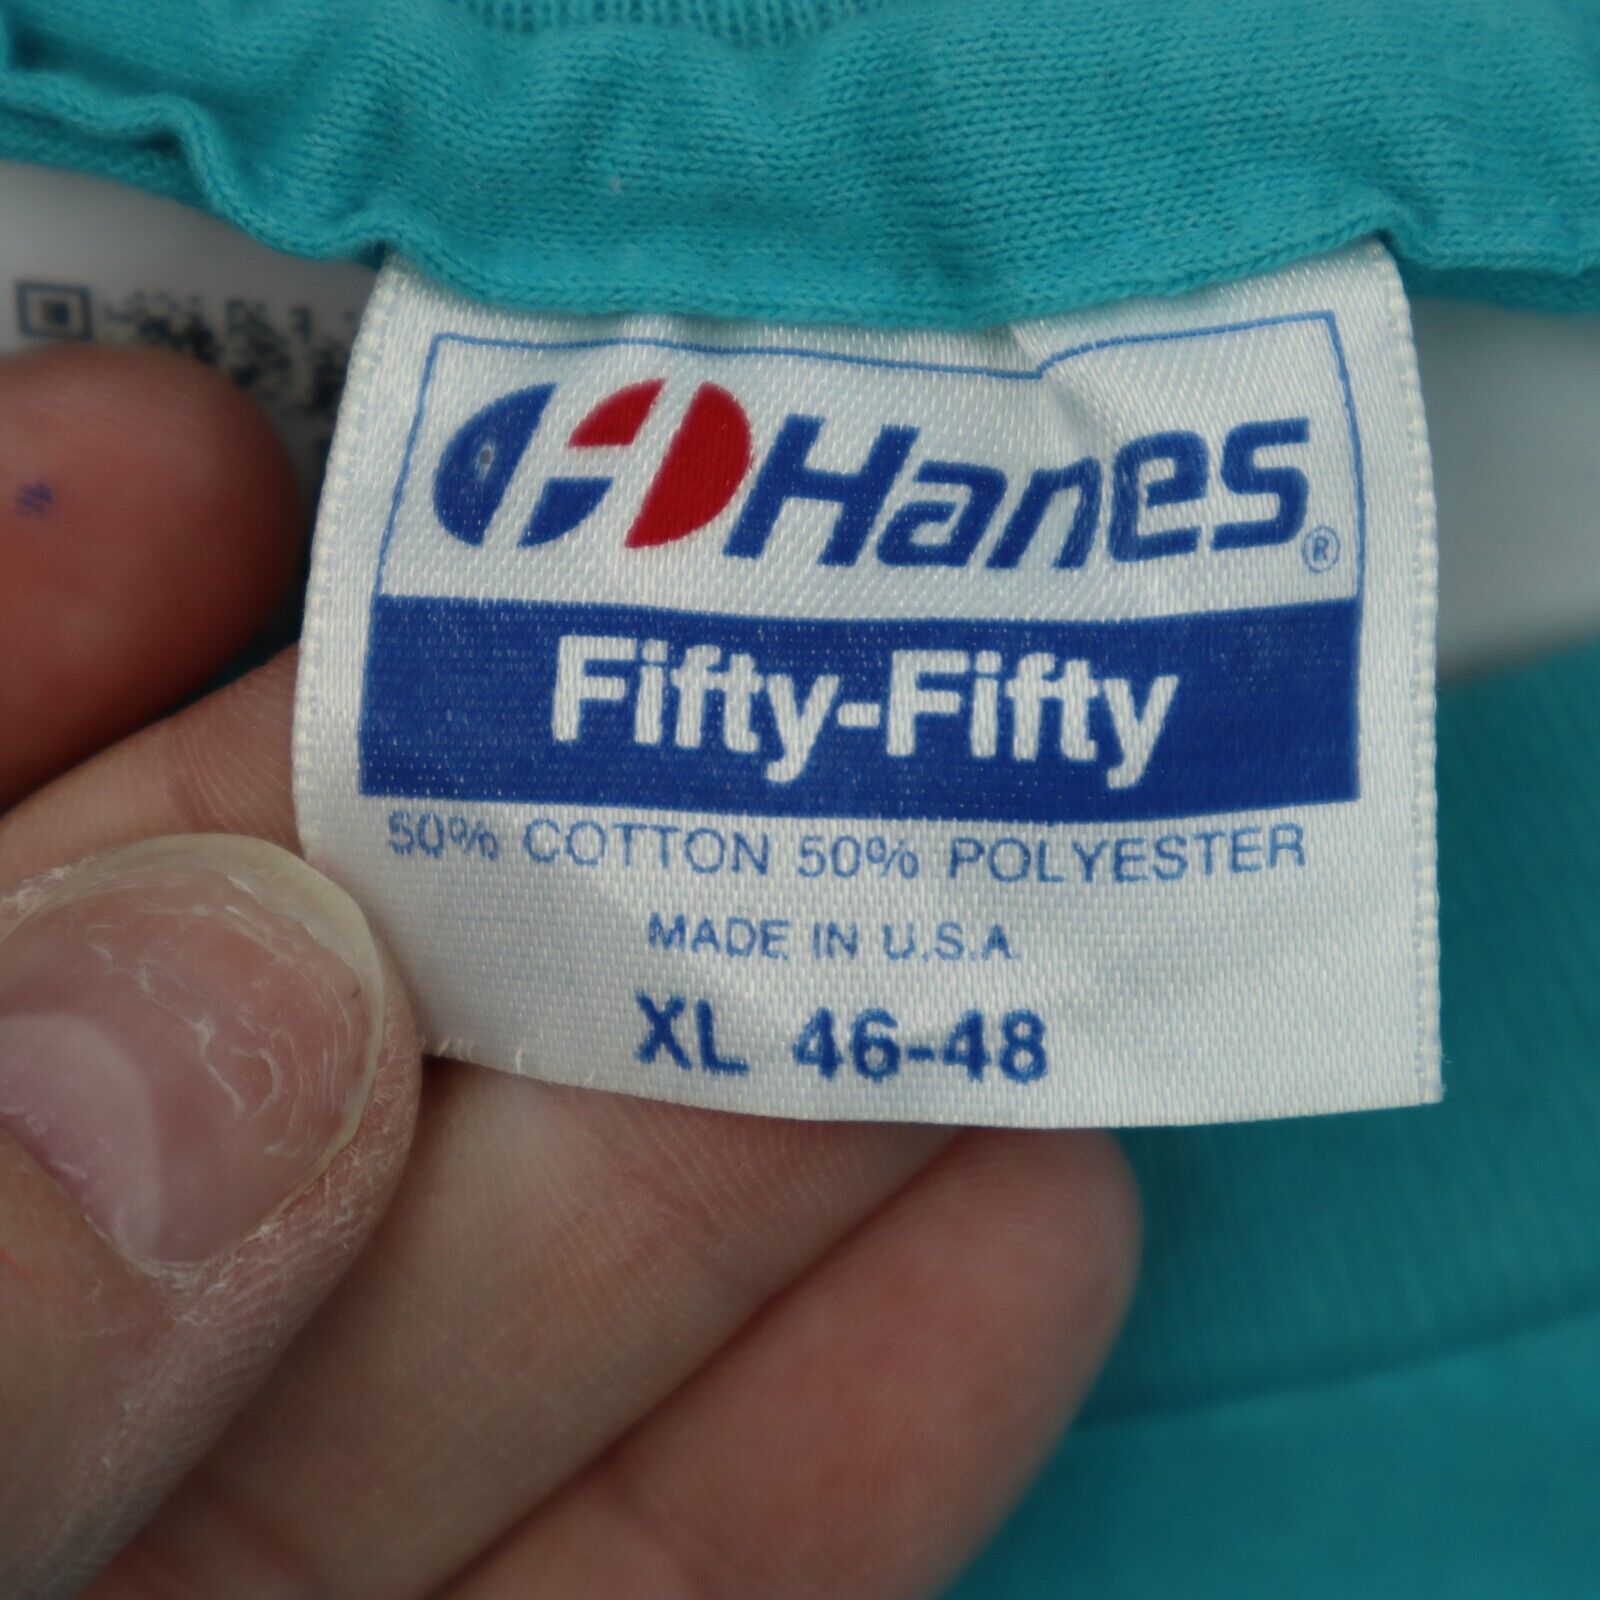 Hanes®
Fifty-Fifty
50% COTTON 50% POLYESTER
MADE IN U.S.A.
XL 46-48